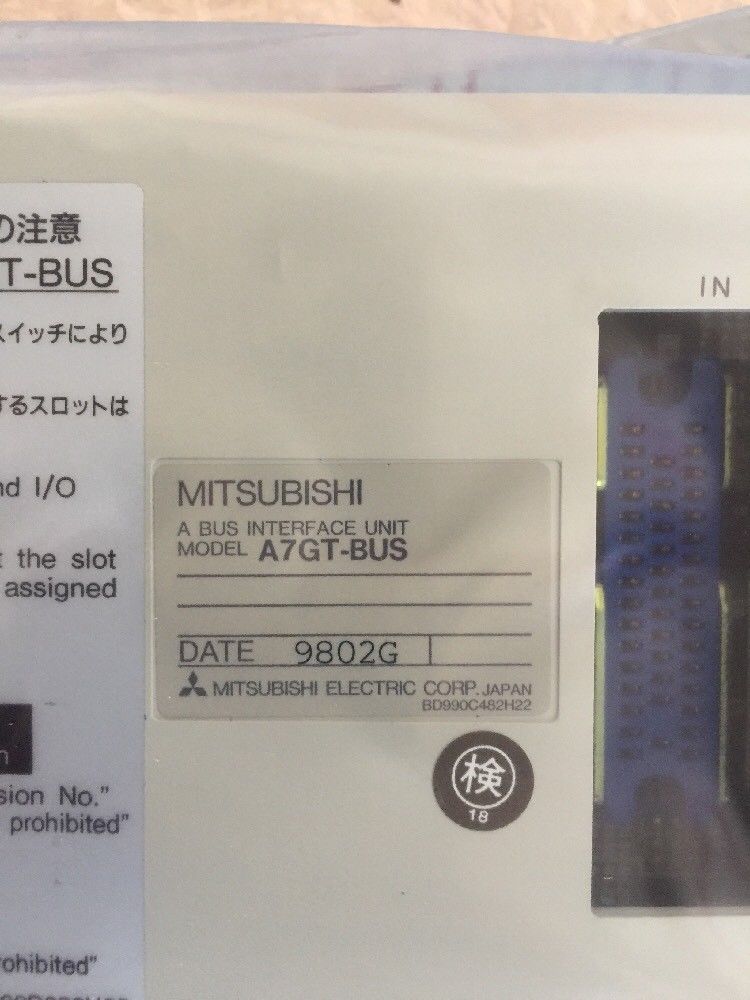 の注意
T-BUS
スイッチにより
するスロットは
nd I/O
t the slot
assigned
n
sion No."
prohibited"
ohibited"
IN
MITSUBISHI
A BUS INTERFACE UNIT
MODEL A7GT-BUS
DATE 9802G
MITSUBISHI ELECTRIC CORP. JAPAN
BD990C482H22
検
18